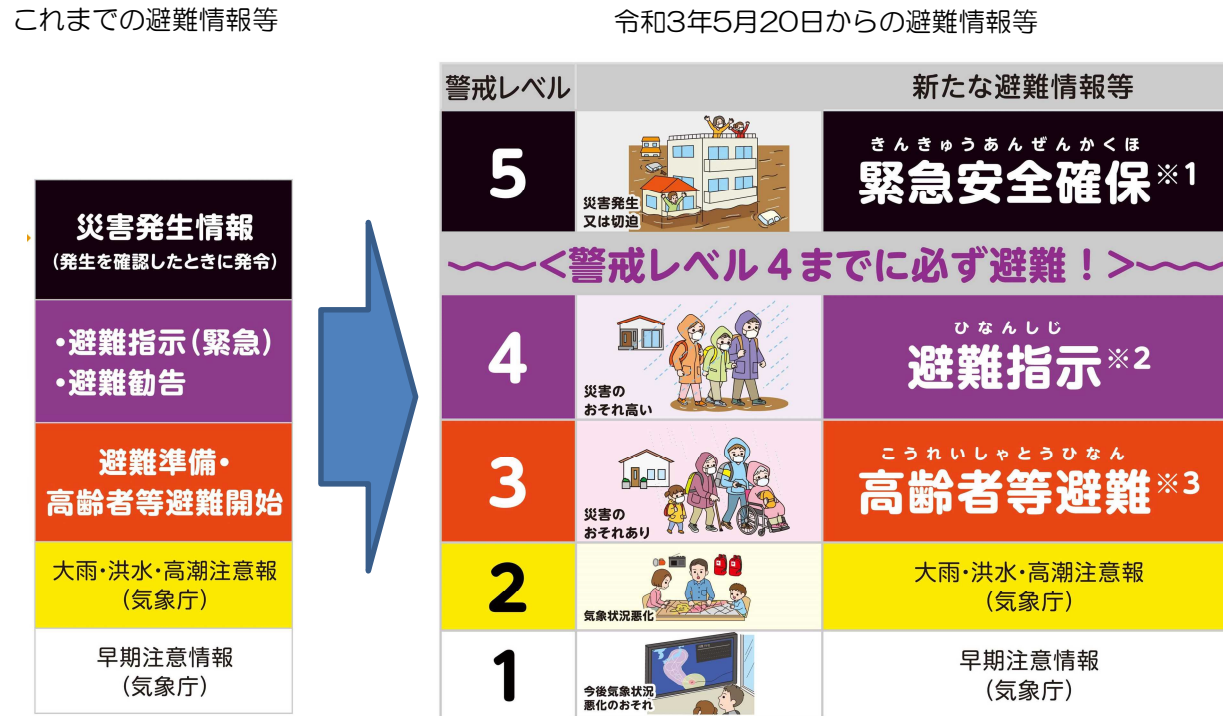 これまでの避難情報等
災害発生情報
(発生を確認したときに発令)
・避難指示(緊急)
・避難勧告
避難準備・
高齢者等避難開始
大雨・洪水・高潮注意報
(気象庁)
早期注意情報
(気象庁)
令和3年5月20日からの避難情報等
警戒レベル
新たな避難情報等
5
災害発生
又は切迫
きんきゅうあんぜんかくほ
緊急安全確保※1
〜〜〜<警戒レベル4までに必ず避難!>〜〜〜
4
災害の
おそれ高い
ひなんしじ
避難指示※2
3
災害の
おそれあり
こうれいしゃとうひなん
高齢者等避難※3
2
気象状況悪化
大雨・洪水・高潮注意報
(気象庁)
1
今後気象状況
悪化のおそれ
早期注意情報
(気象庁)